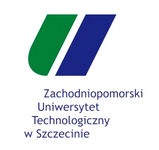 Zachodniopomorski
Uniwersytet
Technologiczny
w Szczecinie